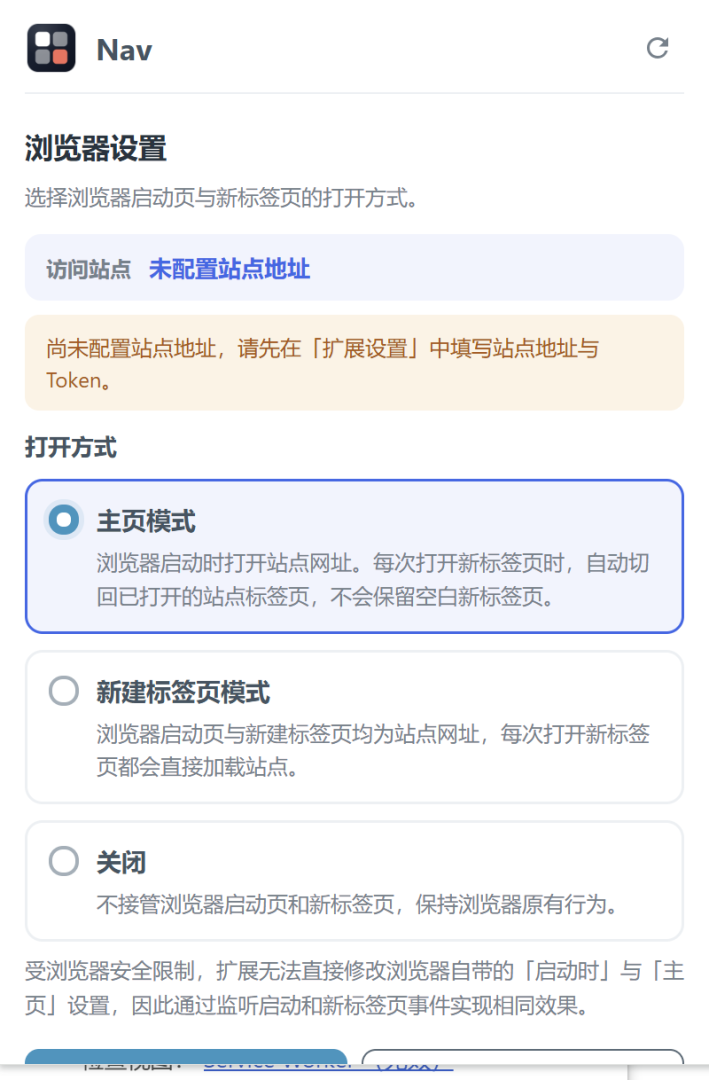 Nav
浏览器设置
选择浏览器启动页与新标签页的打开方式。
访问站点 未配置站点地址
尚未配置站点地址，请先在「扩展设置」中填写站点地址与
Token。
打开方式
主页模式
浏览器启动时打开站点网址。每次打开新标签页时，自动切
回已打开的站点标签页，不会保留空白新标签页。
新建标签页模式
浏览器启动页与新建标签页均为站点网址，每次打开新标签
页都会直接加载站点。
关闭
不接管浏览器启动页和新标签页，保持浏览器原有行为。
受浏览器安全限制，扩展无法直接修改浏览器自带的「启动时」与「主
页」设置，因此通过监听启动和新标签页事件实现相同效果。